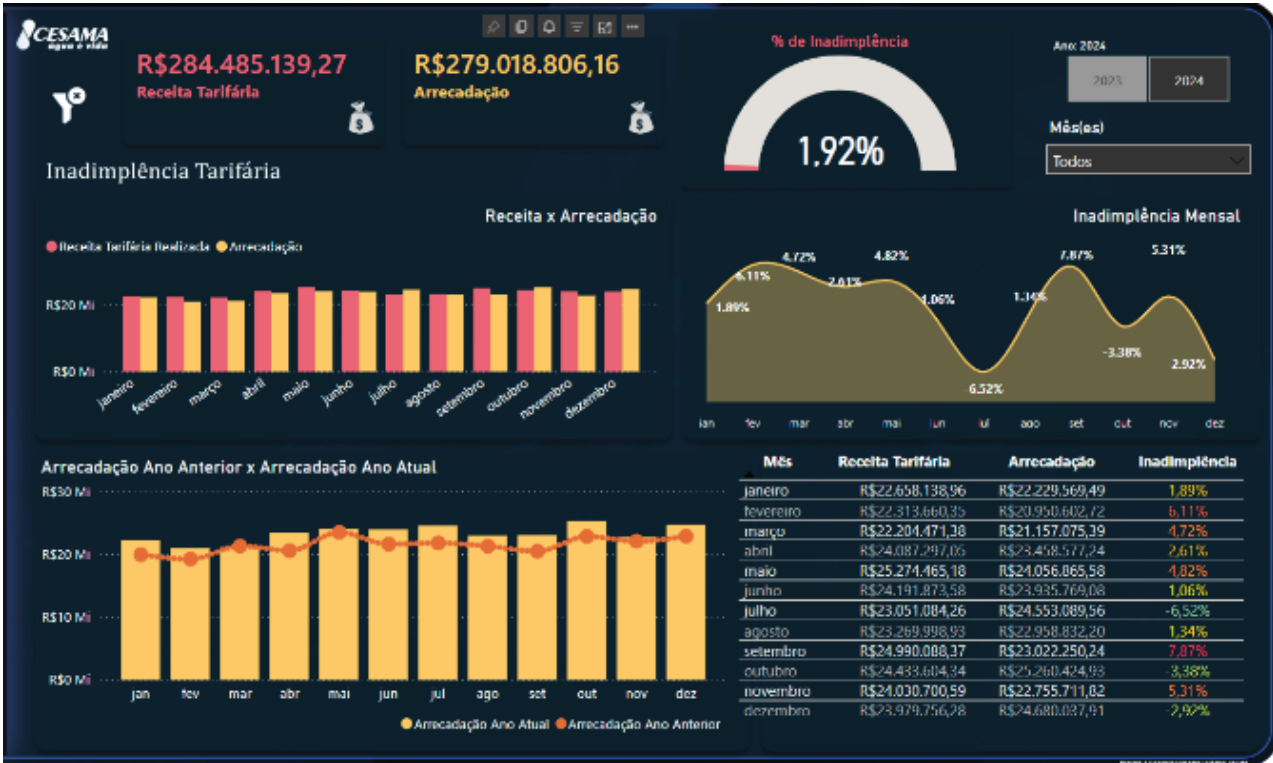 CESAMA
água é vida
R$284.485.139,27
Receita Tarifária
R$279.018.806,16
Arrecadação
% de Inadimplência
1,92%
Ano: 2024
2023
2024
Mês(es)
Todos
Inadimplência Tarifária
Receita x Arrecadação
Receita Tarifária Realizada Arrecadação
R$20 Mi
R$0 Mi
janeiro fevereiro março abril maio junho julho agosto setembro outubro novembro dezembro
Inadimplência Mensal
1.89% 6.11% 4.72% 2.61% 4.82% 1.06% 6.52% 1.34% 7.87% -3.38% 5.31% 2.92%
jan fev mar abr mai jun jul ago set out nov dez
Arrecadação Ano Anterior x Arrecadação Ano Atual
R$30 Mi
R$20 Mi
R$10 Mi
R$0 Mi
jan fev mar abr mai jun jul ago set out nov dez
Arrecadação Ano Atual Arrecadação Ano Anterior
Mês Receita Tarifária Arrecadação Inadimplência
janeiro R$22.658.138,96 R$22.229.569,49 1,89%
fevereiro R$22.313.660,35 R$20.950.602,72 6,11%
março R$22.204.471,38 R$21.157.075,39 4,72%
abril R$24.087.297,05 R$23.458.577,24 2,61%
maio R$25.274.465,18 R$24.056.865,58 4,82%
junho R$24.191.873,58 R$23.935.769,08 1,06%
julho R$23.051.084,26 R$24.553.089,56 -6,52%
agosto R$23.269.998,93 R$22.958.832,20 1,34%
setembro R$24.990.088,37 R$23.022.250,24 7,87%
outubro R$24.433.604,34 R$25.260.424,93 -3,38%
novembro R$24.030.700,59 R$22.755.711,82 5,31%
dezembro R$23.979.756,28 R$24.680.037,91 -2,92%